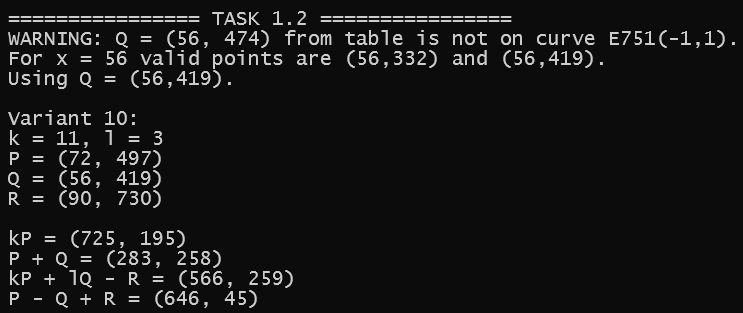 ================ TASK 1.2 ================
WARNING: Q = (56, 474) from table is not on curve E751(-1,1).
For x = 56 valid points are (56,332) and (56,419).
Using Q = (56,419).
Variant 10:
k = 11, l = 3
P = (72, 497)
Q = (56, 419)
R = (90, 730)
kP = (725, 195)
P + Q = (283, 258)
kP + lQ - R = (566, 259)
P - Q + R = (646, 45)